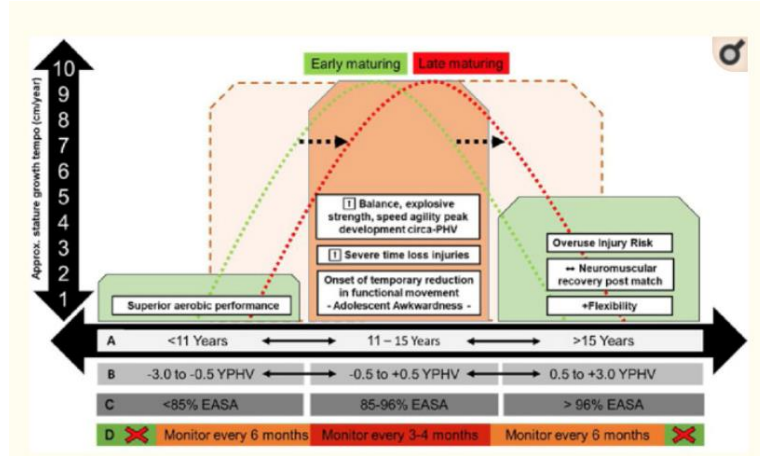 Early maturing
Late maturing
Approx. stature growth tempo (cm/year)
10
9
8
7
6
5
4
3
2
1
! Balance, explosive
strength, speed agility peak
development circa-PHV
! Severe time loss injuries
Onset of temporary reduction
in functional movement
- Adolescent Awkwardness -
Superior aerobic performance
Overuse Injury Risk
↔ Neuromuscular
recovery post match
+Flexibility
A <11 Years 11 – 15 Years >15 Years
B -3.0 to -0.5 YPHV -0.5 to +0.5 YPHV 0.5 to +3.0 YPHV
C <85% EASA 85-96% EASA > 96% EASA
D Monitor every 6 months Monitor every 3-4 months Monitor every 6 months